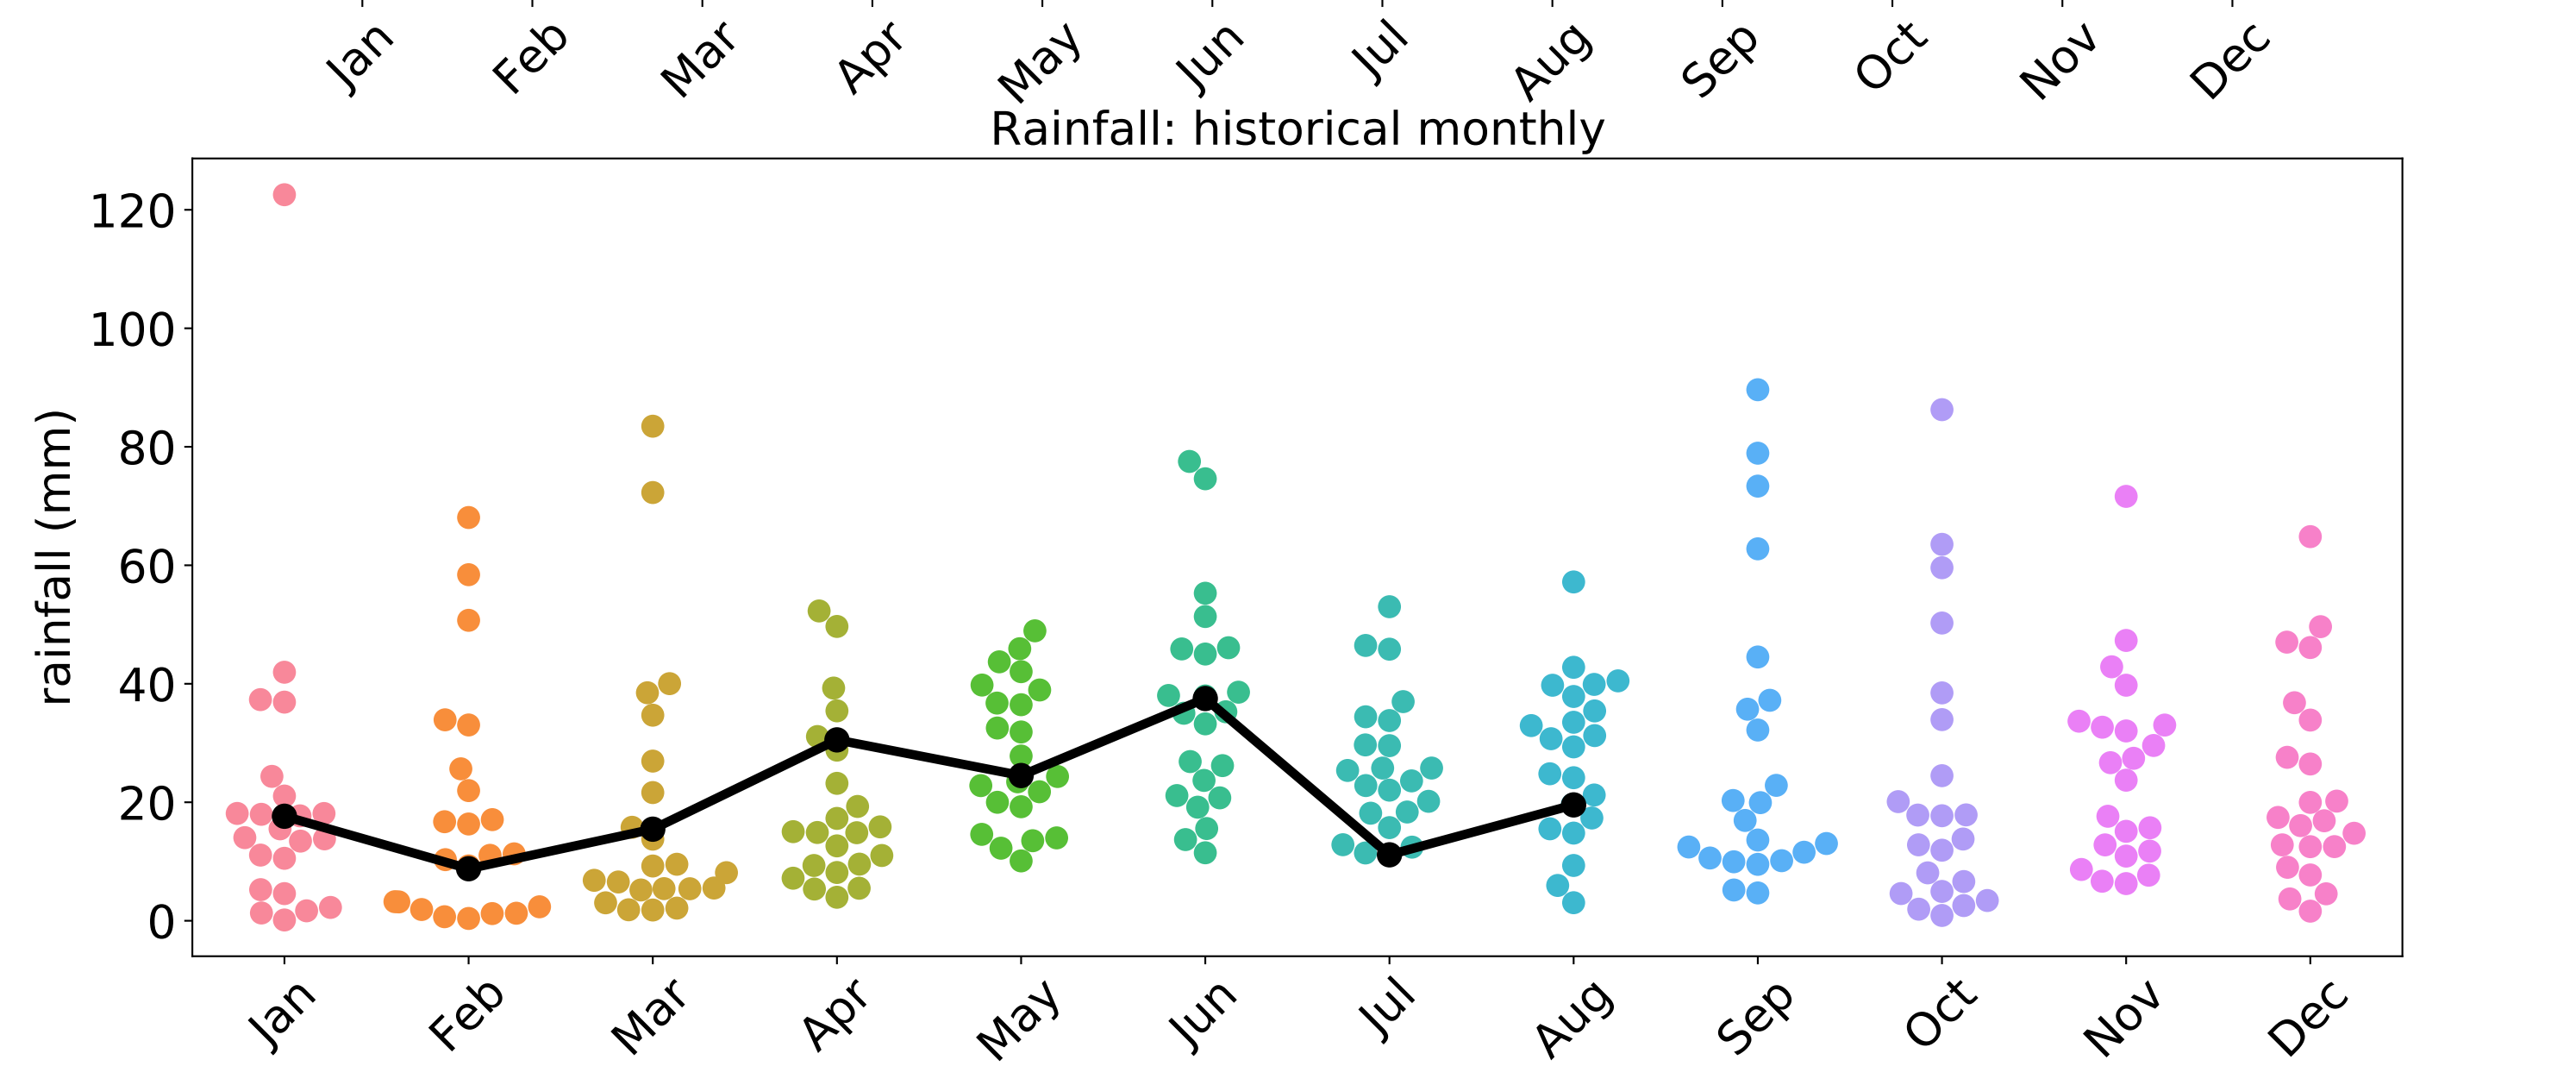 Jan Feb Mar Apr May Jun Jul Aug Sep Oct Nov Dec
Rainfall: historical monthly
120
100
80
60
40
20
0
rainfall (mm)
Jan Feb Mar Apr May Jun Jul Aug Sep Oct Nov Dec